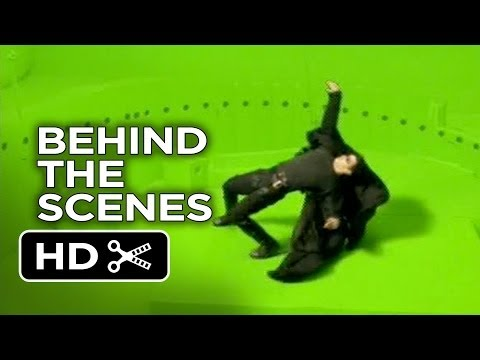 BEHIND
THE
SCENES
HD